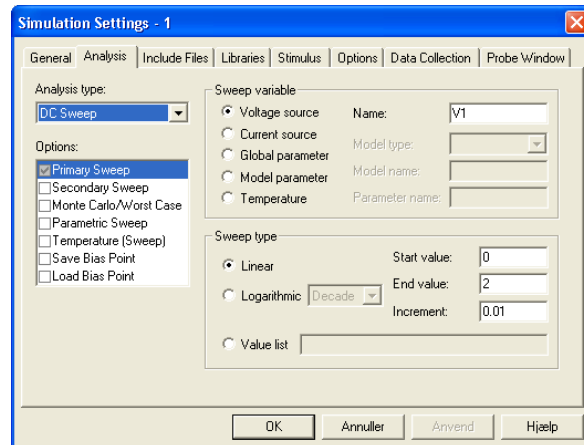 Simulation Settings - 1
General Analysis Include Files Libraries Stimulus Options Data Collection Probe Window
Analysis type:
DC Sweep
Options:
Primary Sweep
Secondary Sweep
Monte Carlo/Worst Case
Parametric Sweep
Temperature (Sweep)
Save Bias Point
Load Bias Point
Sweep variable
Voltage source
Current source
Global parameter
Model parameter
Temperature
Name: V1
Model type:
Model name:
Parameter name:
Sweep type
Linear
Logarithmic Decade
Value list
Start value: 0
End value: 2
Increment: 0.01
OK Annuller Anvend Hjælp